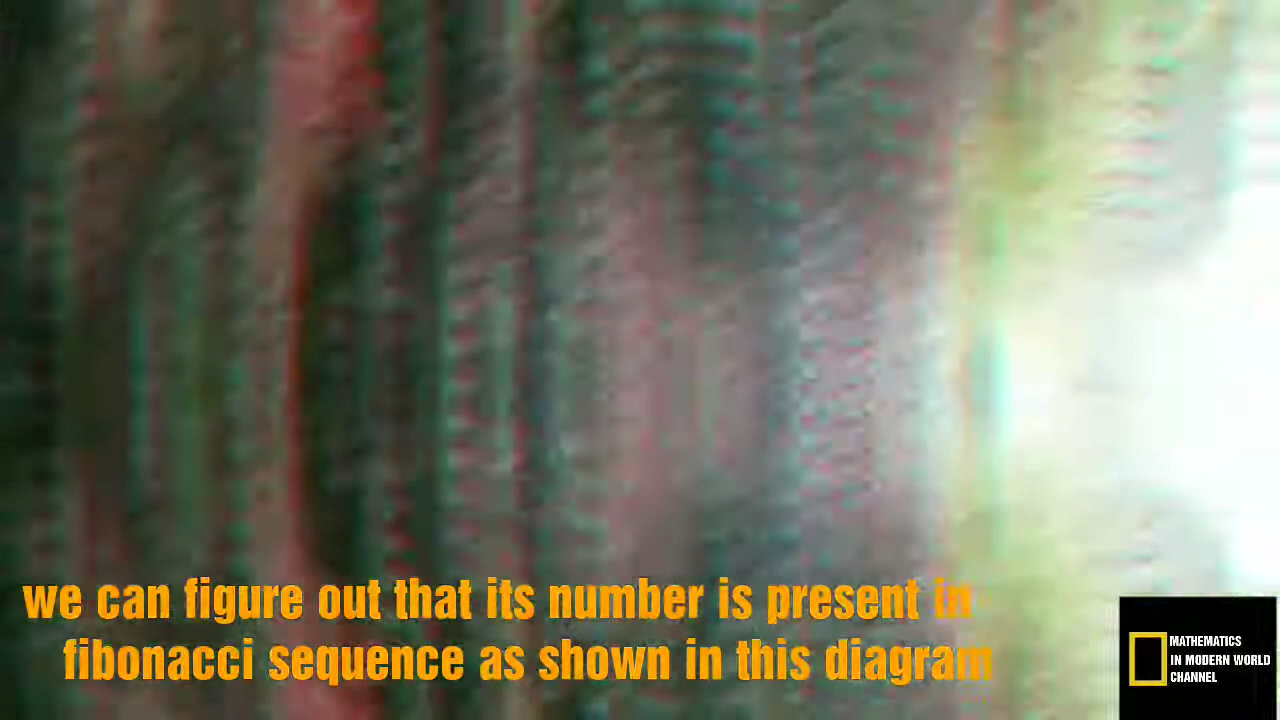 we can figure out that its number is present in
fibonacci sequence as shown in this diagram
MATHEMATICS
IN MODERN WORLD
CHANNEL